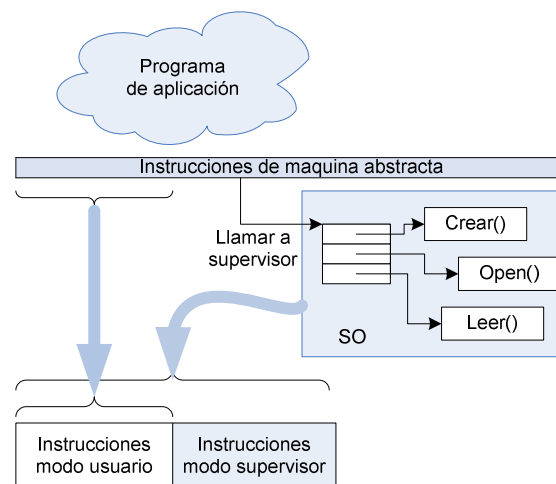 Programa
de aplicación
Instrucciones de maquina abstracta
Llamar a
supervisor
Crear()
Open()
Leer()
SO
Instrucciones
modo usuario
Instrucciones
modo supervisor